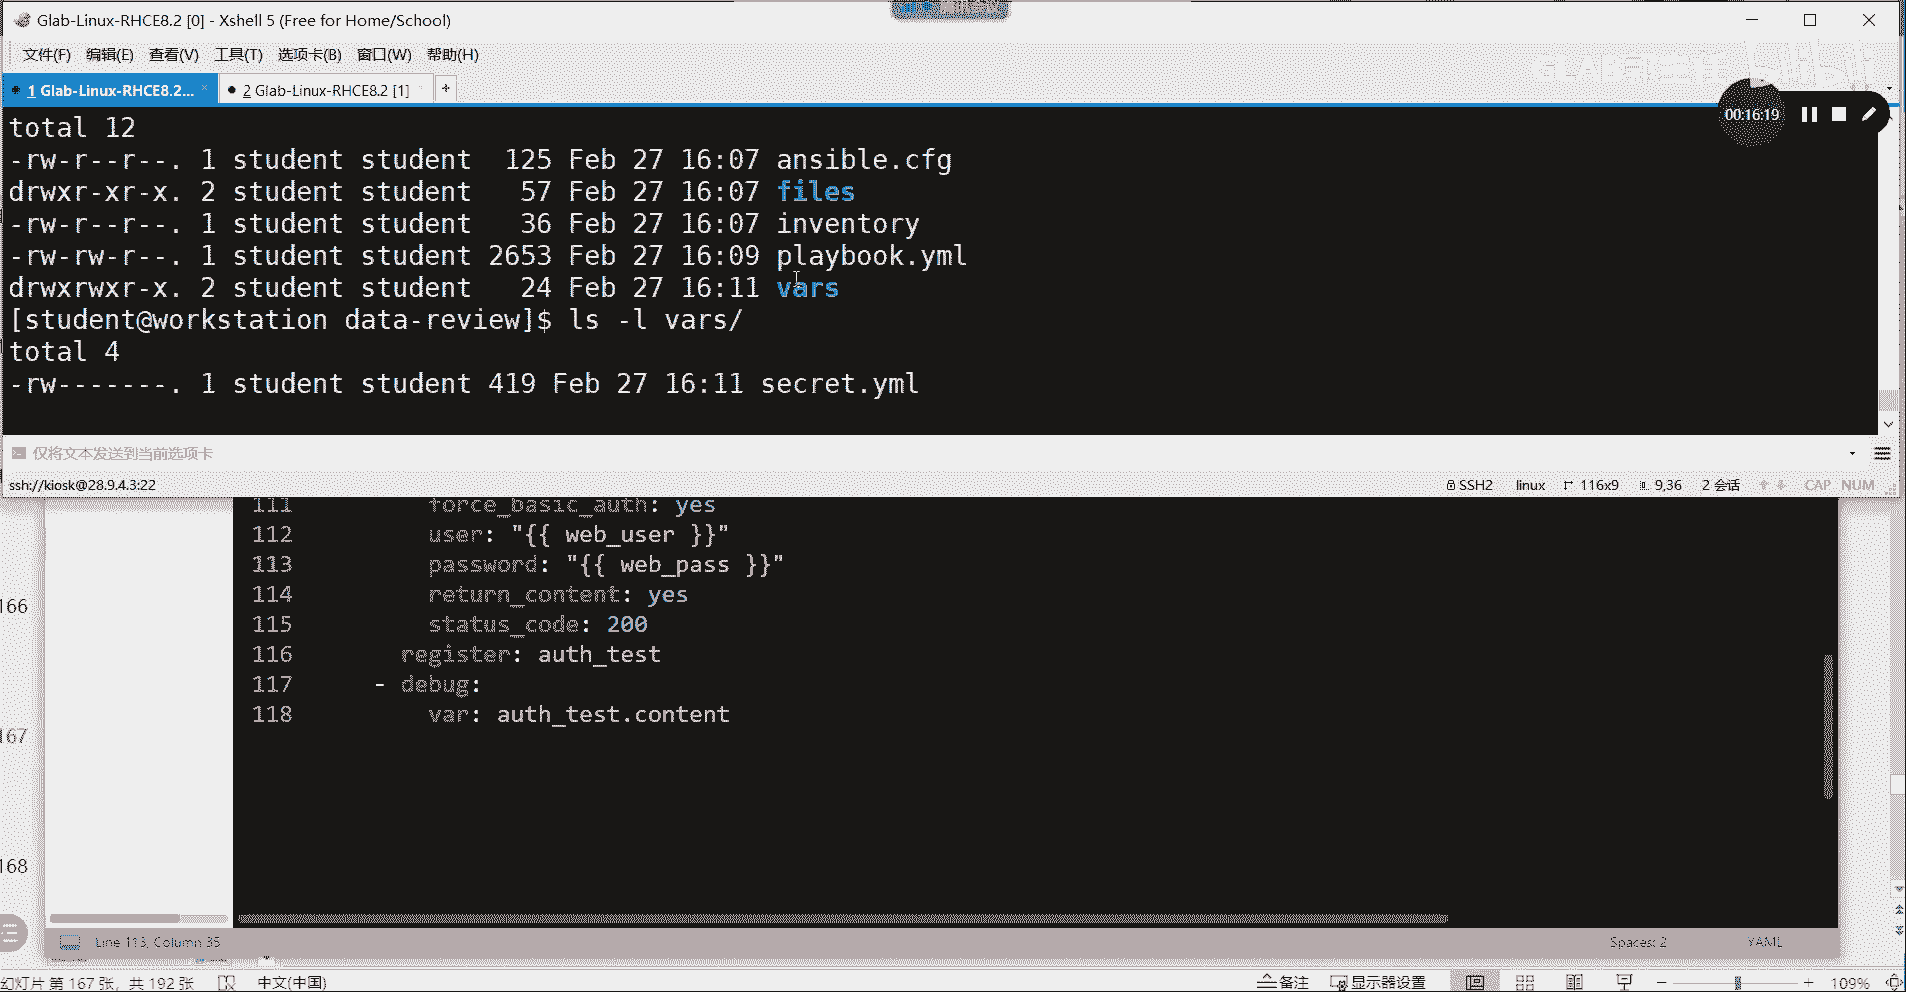 Glab-Linux-RHCE8.2 [0] - Xshell 5 (Free for Home/School)
文件(F) 编辑(E) 查看(V) 工具(T) 选项卡(B) 窗口(W) 帮助(H)
1 Glab-Linux-RHCE8.2... 2 Glab-Linux-RHCE8.2 [1] +
00:16:19
total 12
-rw-r--r--. 1 student student  125 Feb 27 16:07 ansible.cfg
drwxr-xr-x. 2 student student   57 Feb 27 16:07 files
-rw-r--r--. 1 student student   36 Feb 27 16:07 inventory
-rw-rw-r--. 1 student student 2653 Feb 27 16:09 playbook.yml
drwxrwxr-x. 2 student student   24 Feb 27 16:11 vars
[student@workstation data-review]$ ls -l vars/
total 4
-rw-------. 1 student student 419 Feb 27 16:11 secret.yml
仅将文本发送到当前选项卡
ssh://kiosk@28.9.4.3:22 SSH2 linux 116x9 9,36 2 会话 CAP NUM
111 force_basic_auth: yes
112 user: "{{ web_user }}"
113 password: "{{ web_pass }}"
114 return_content: yes
115 status_code: 200
116 register: auth_test
117 - debug:
118 var: auth_test.content
166
167
168
Line 113, Column 35 Spaces: 2 YAML
幻灯片 第 167 张，共 192 张 中文(中国) 备注 显示器设置 109%